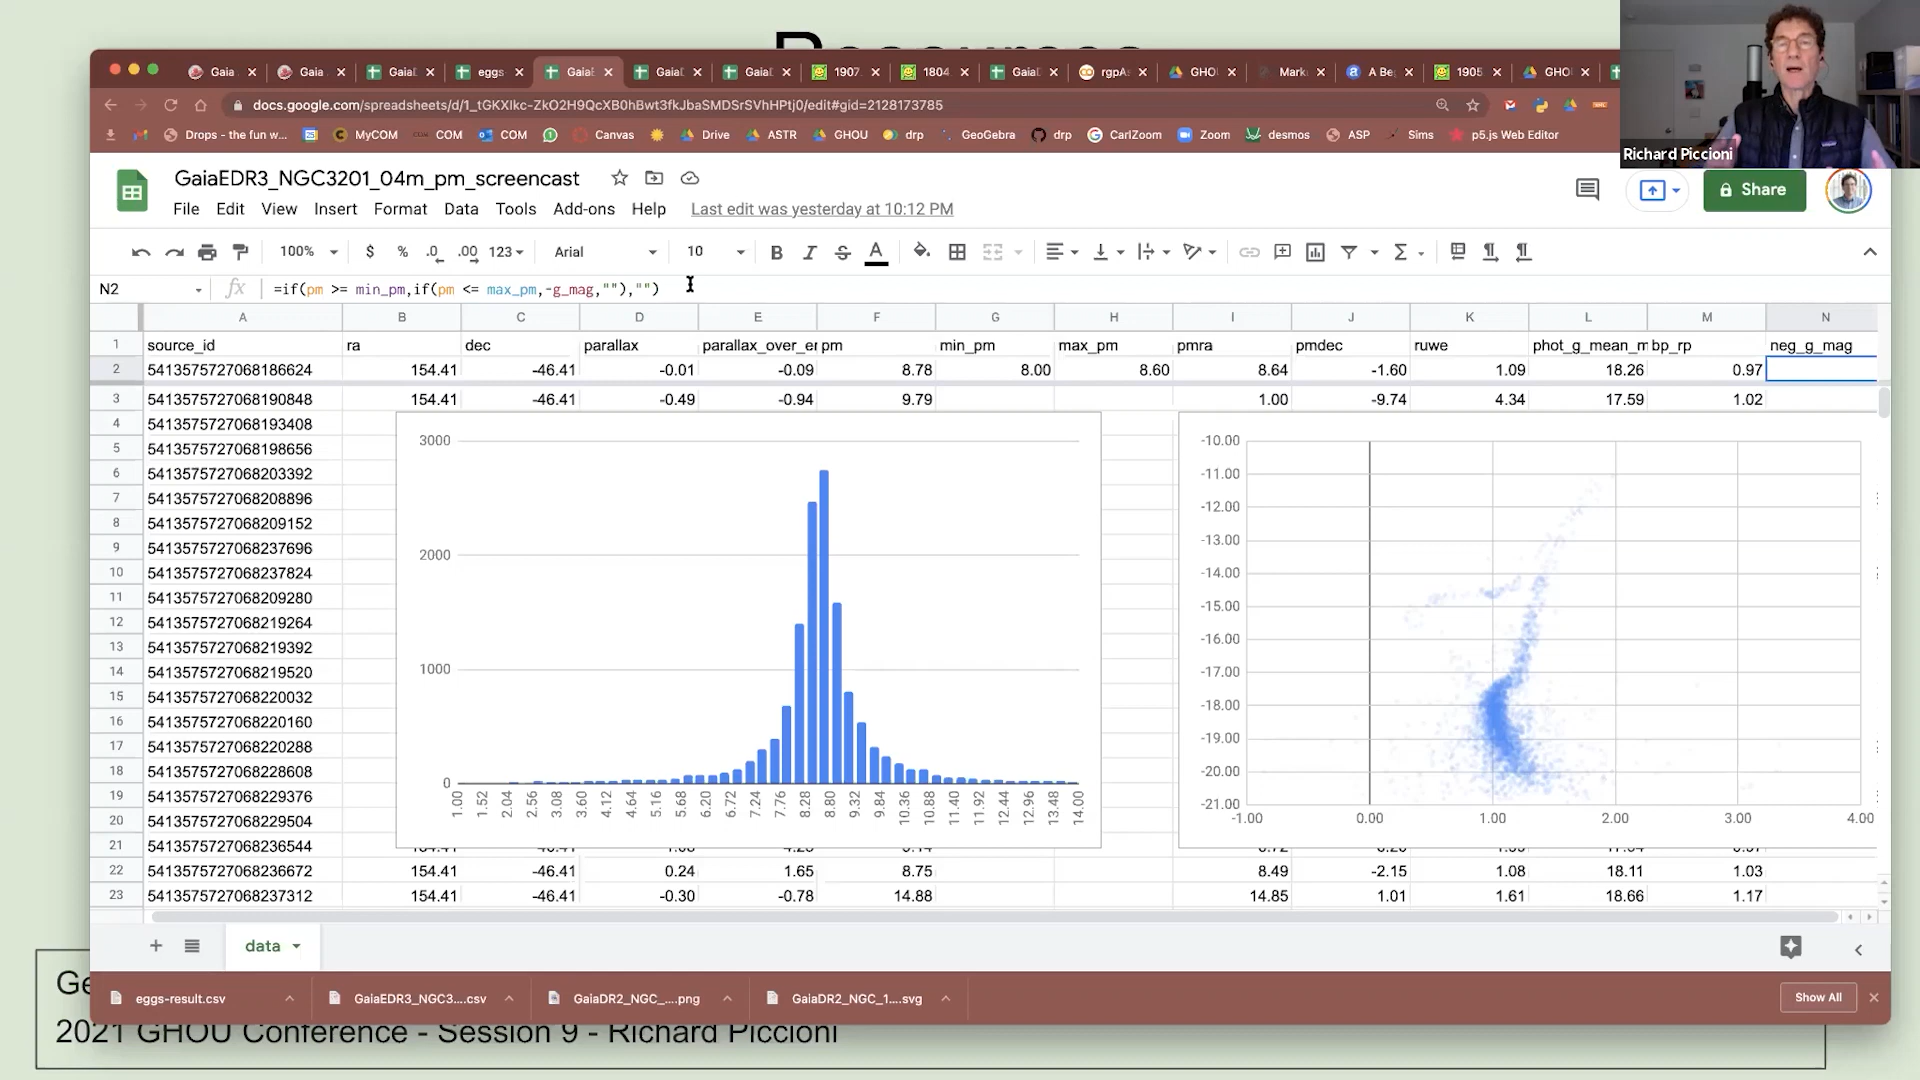 Resources
Gaia
Gaia
GaiaE
eggs
GaiaE
GaiaD
GaiaD
1907.
1804
GaiaD
rgpAs
GHO
Mark
A Be
1905
GHO
docs.google.com/spreadsheets/d/1_tGKXIkc-ZkO2H9QcXB0hBwt3fkJbaSMDSrSVhHPtj0/edit#gid=2128173785
Drops - the fun w...
MyCOM
COM
COM
Canvas
Drive
ASTR
GHOU
drp
GeoGebra
drp
CarlZoom
Zoom
desmos
ASP
Sims
p5.js Web Editor
Richard Piccioni
GaiaEDR3_NGC3201_04m_pm_screencast
File Edit View Insert Format Data Tools Add-ons Help Last edit was yesterday at 10:12 PM
Share
100% $ % .0 .00 123 Arial 10 B I S A
N2 fx =if(pm >= min_pm,if(pm <= max_pm,-g_mag,""),"")
A B C D E F G H I J K L M N
1 source_id ra dec parallax parallax_over_er pm min_pm max_pm pmra pmdec ruwe phot_g_mean_m bp_rp neg_g_mag
2 5413575727068186624 154.41 -46.41 -0.01 -0.09 8.78 8.00 8.60 8.64 -1.60 1.09 18.26 0.97
3 5413575727068190848 154.41 -46.41 -0.49 -0.94 9.79 1.00 -9.74 4.34 17.59 1.02
4 5413575727068193408
5 5413575727068198656
6 5413575727068203392
7 5413575727068208896
8 5413575727068209152
9 5413575727068237696
10 5413575727068237824
11 5413575727068209280
12 5413575727068219264
13 5413575727068219392
14 5413575727068219520
15 5413575727068220032
16 5413575727068220160
17 5413575727068220288
18 5413575727068228608
19 5413575727068229376
20 5413575727068229504
21 5413575727068236544
22 5413575727068236672 154.41 -46.41 0.24 1.65 8.75 8.49 -2.15 1.08 18.11 1.03
23 5413575727068237312 154.41 -46.41 -0.30 -0.78 14.88 14.85 1.01 1.61 18.66 1.17
3000
2000
1000
0
1.00 1.52 2.04 2.56 3.08 3.60 4.12 4.64 5.16 5.68 6.20 6.72 7.24 7.76 8.28 8.80 9.32 9.84 10.36 10.88 11.40 11.92 12.44 12.96 13.48 14.00
-10.00
-11.00
-12.00
-13.00
-14.00
-15.00
-16.00
-17.00
-18.00
-19.00
-20.00
-21.00
-1.00 0.00 1.00 2.00 3.00 4.00
data
eggs-result.csv
GaiaEDR3_NGC3....csv
GaiaDR2_NGC_....png
GaiaDR2_NGC_1....svg
Show All
Ge
2021 GHOU Conference - Session 9 - Richard Piccioni